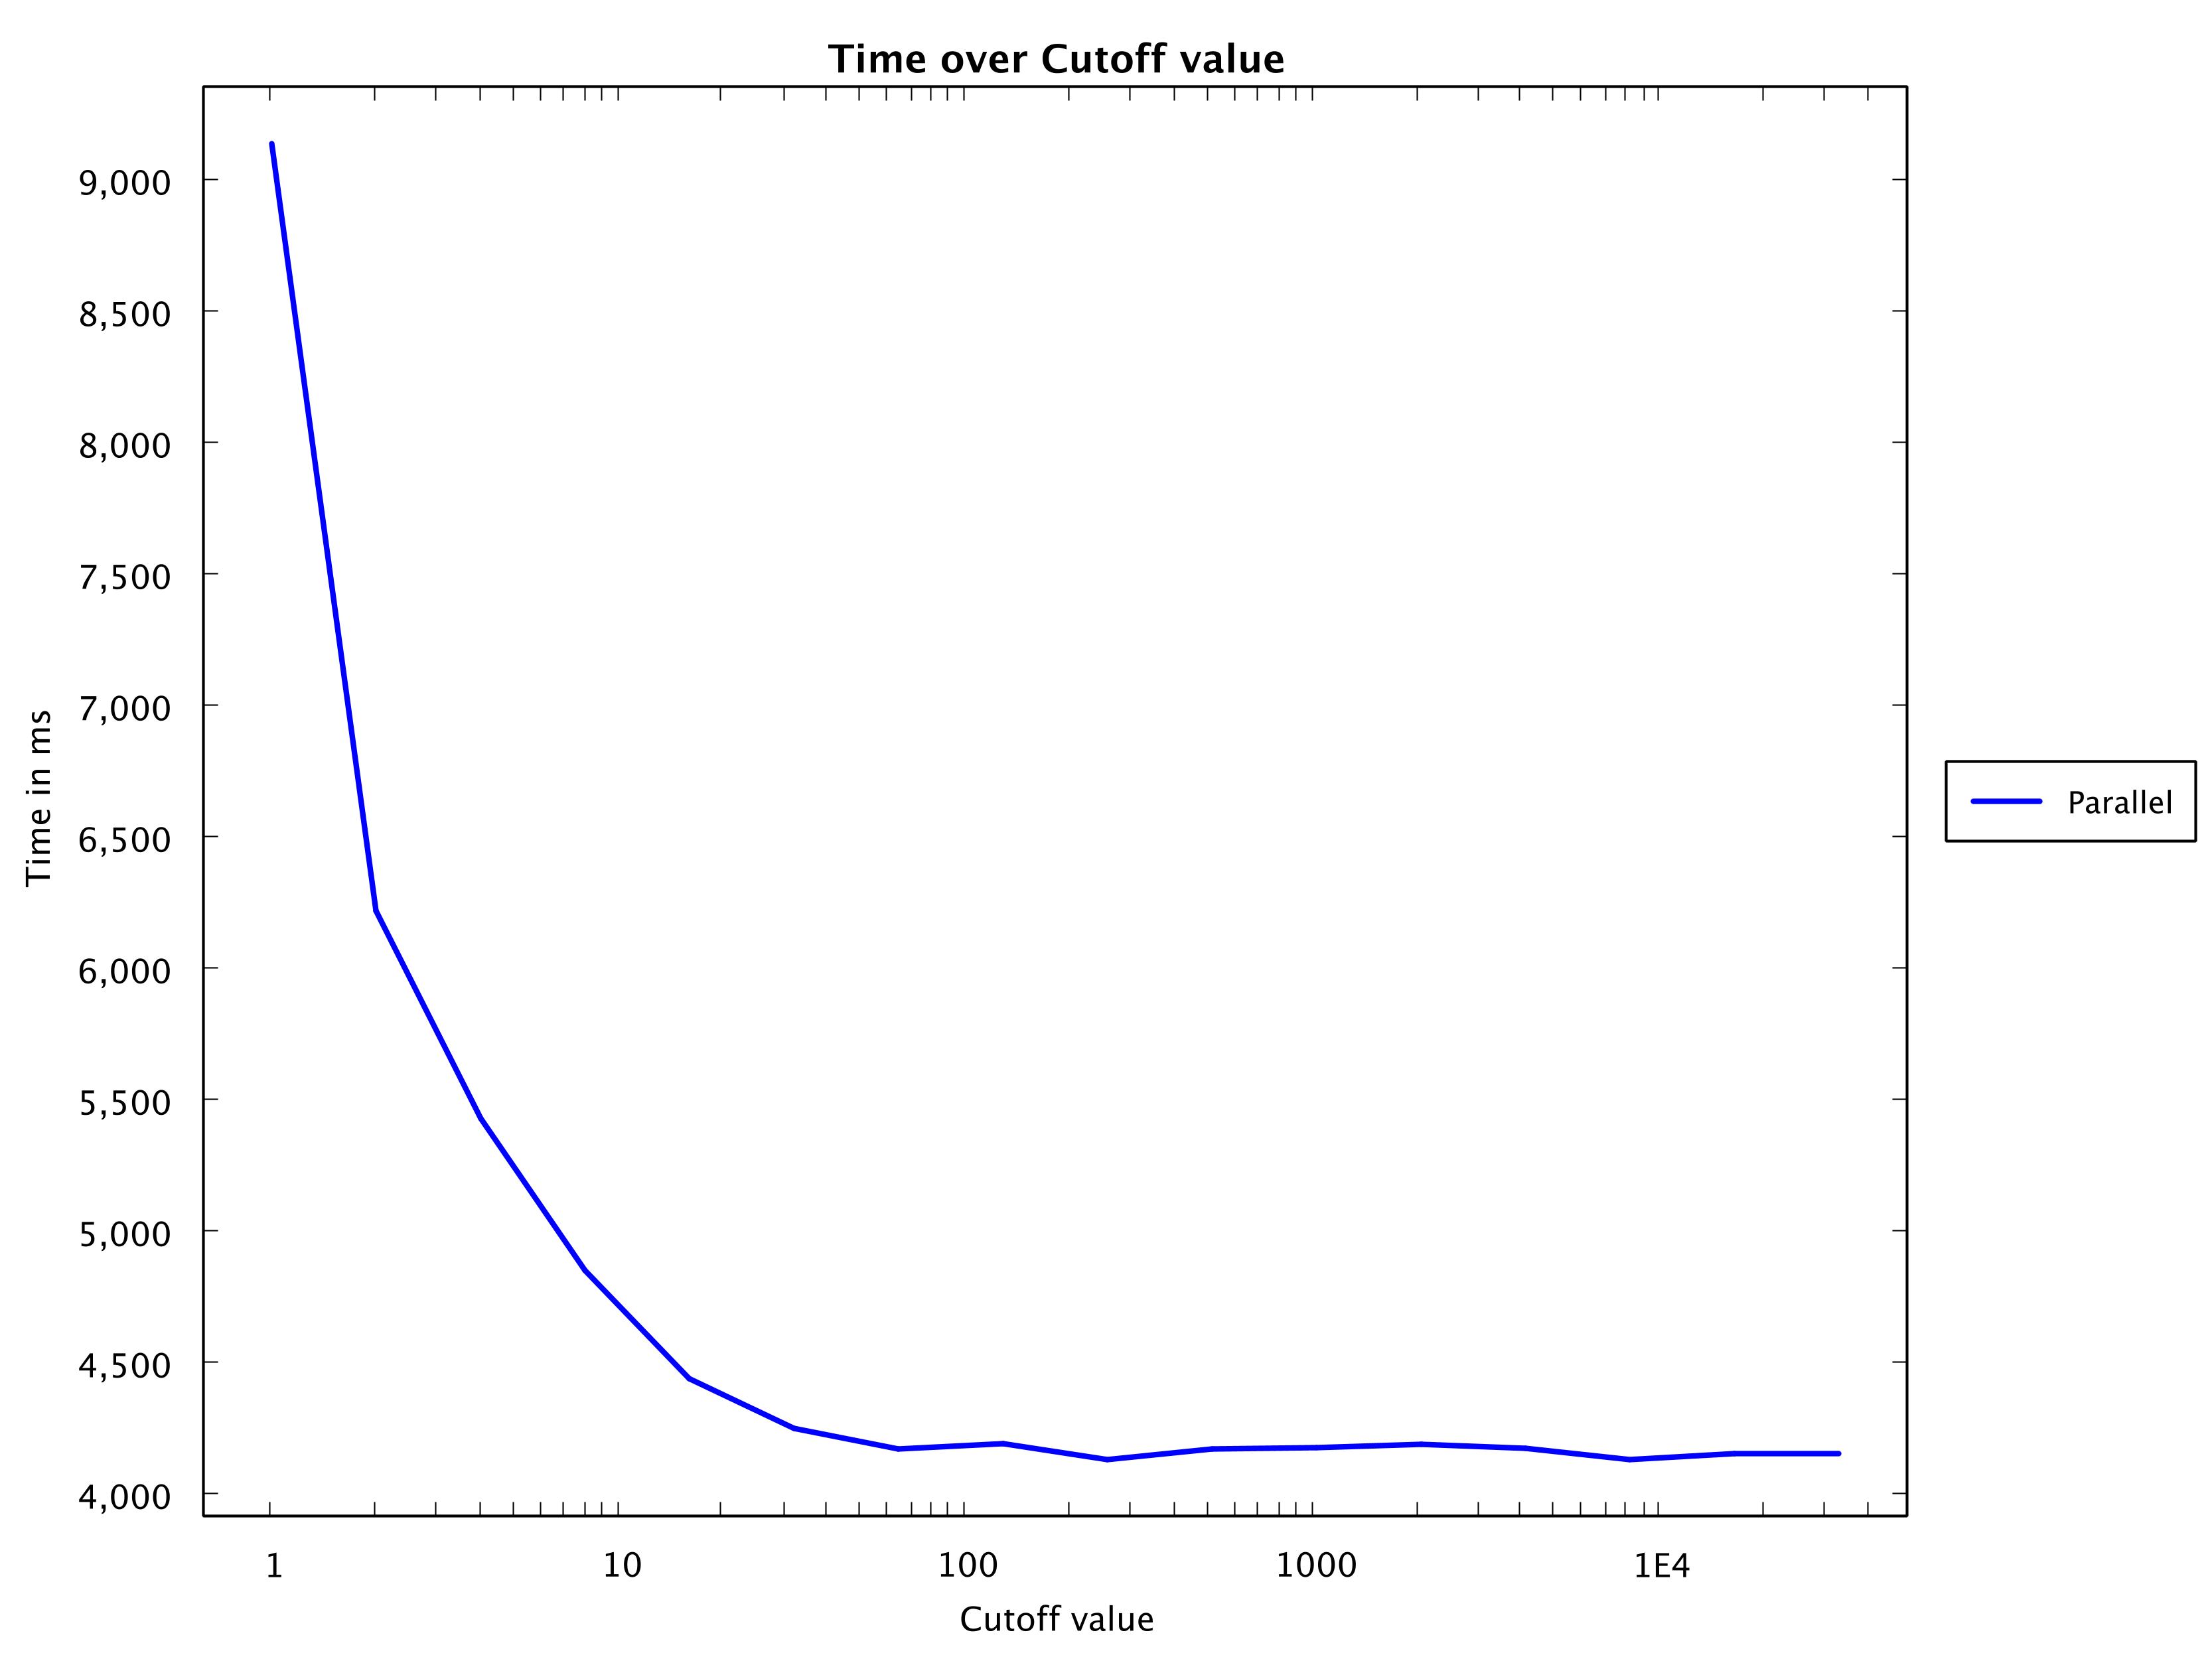 Time over Cutoff value
9,000
8,500
8,000
7,500
7,000
6,500
6,000
5,500
5,000
4,500
4,000
Time in ms
Parallel
1 10 100 1000 1E4
Cutoff value